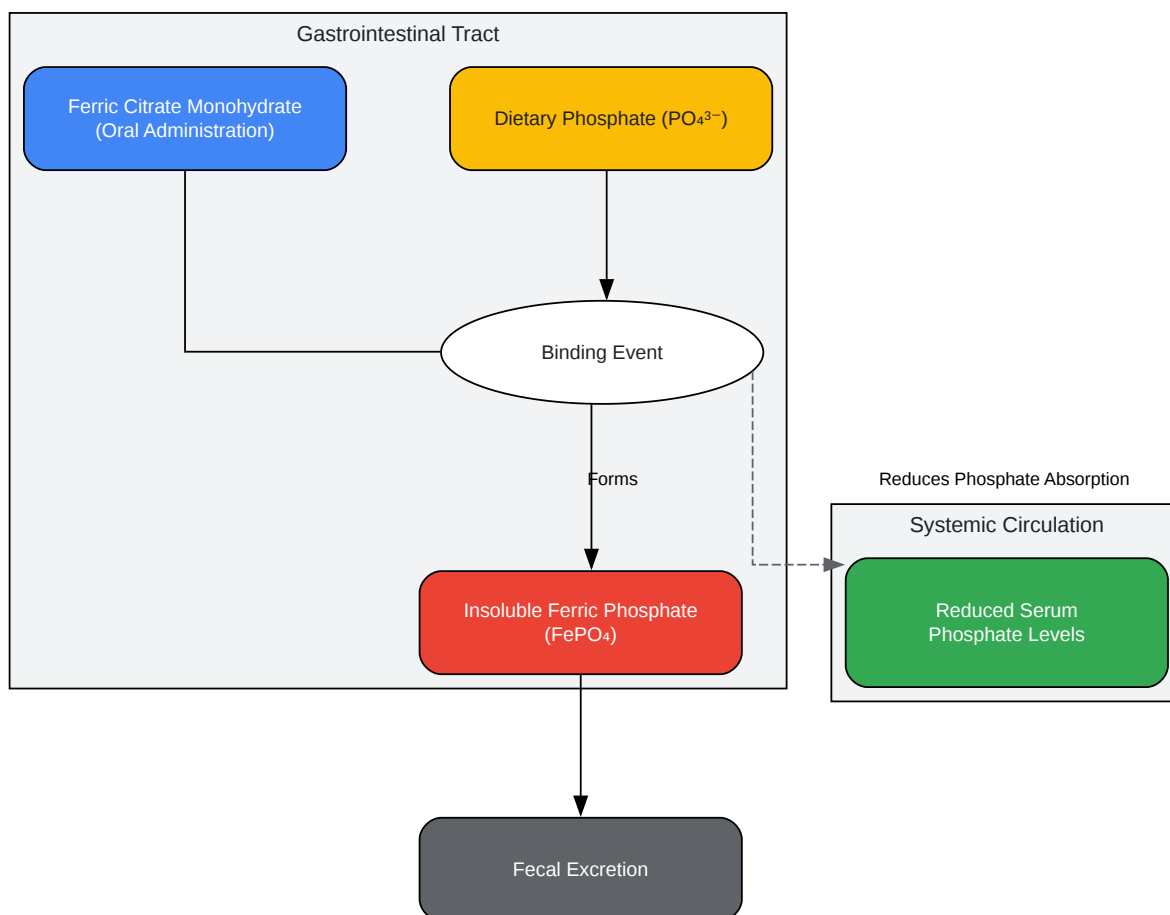 Gastrointestinal Tract
Ferric Citrate Monohydrate
(Oral Administration)
Dietary Phosphate (PO₄³⁻)
Binding Event
Forms
Reduces Phosphate Absorption
Systemic Circulation
Insoluble Ferric Phosphate
(FePO₄)
Reduced Serum
Phosphate Levels
Fecal Excretion